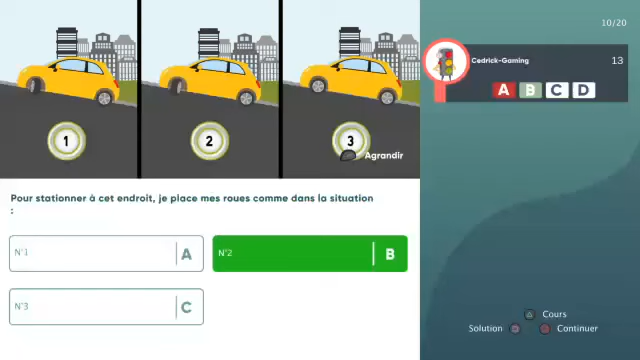 10/20
Cedrick-Gaming 13
A B C D
1 2 3
Agrandir
Pour stationner à cet endroit, je place mes roues comme dans la situation
:
N°1 A
N°2 B
N°3 C
Cours
Solution Continuer